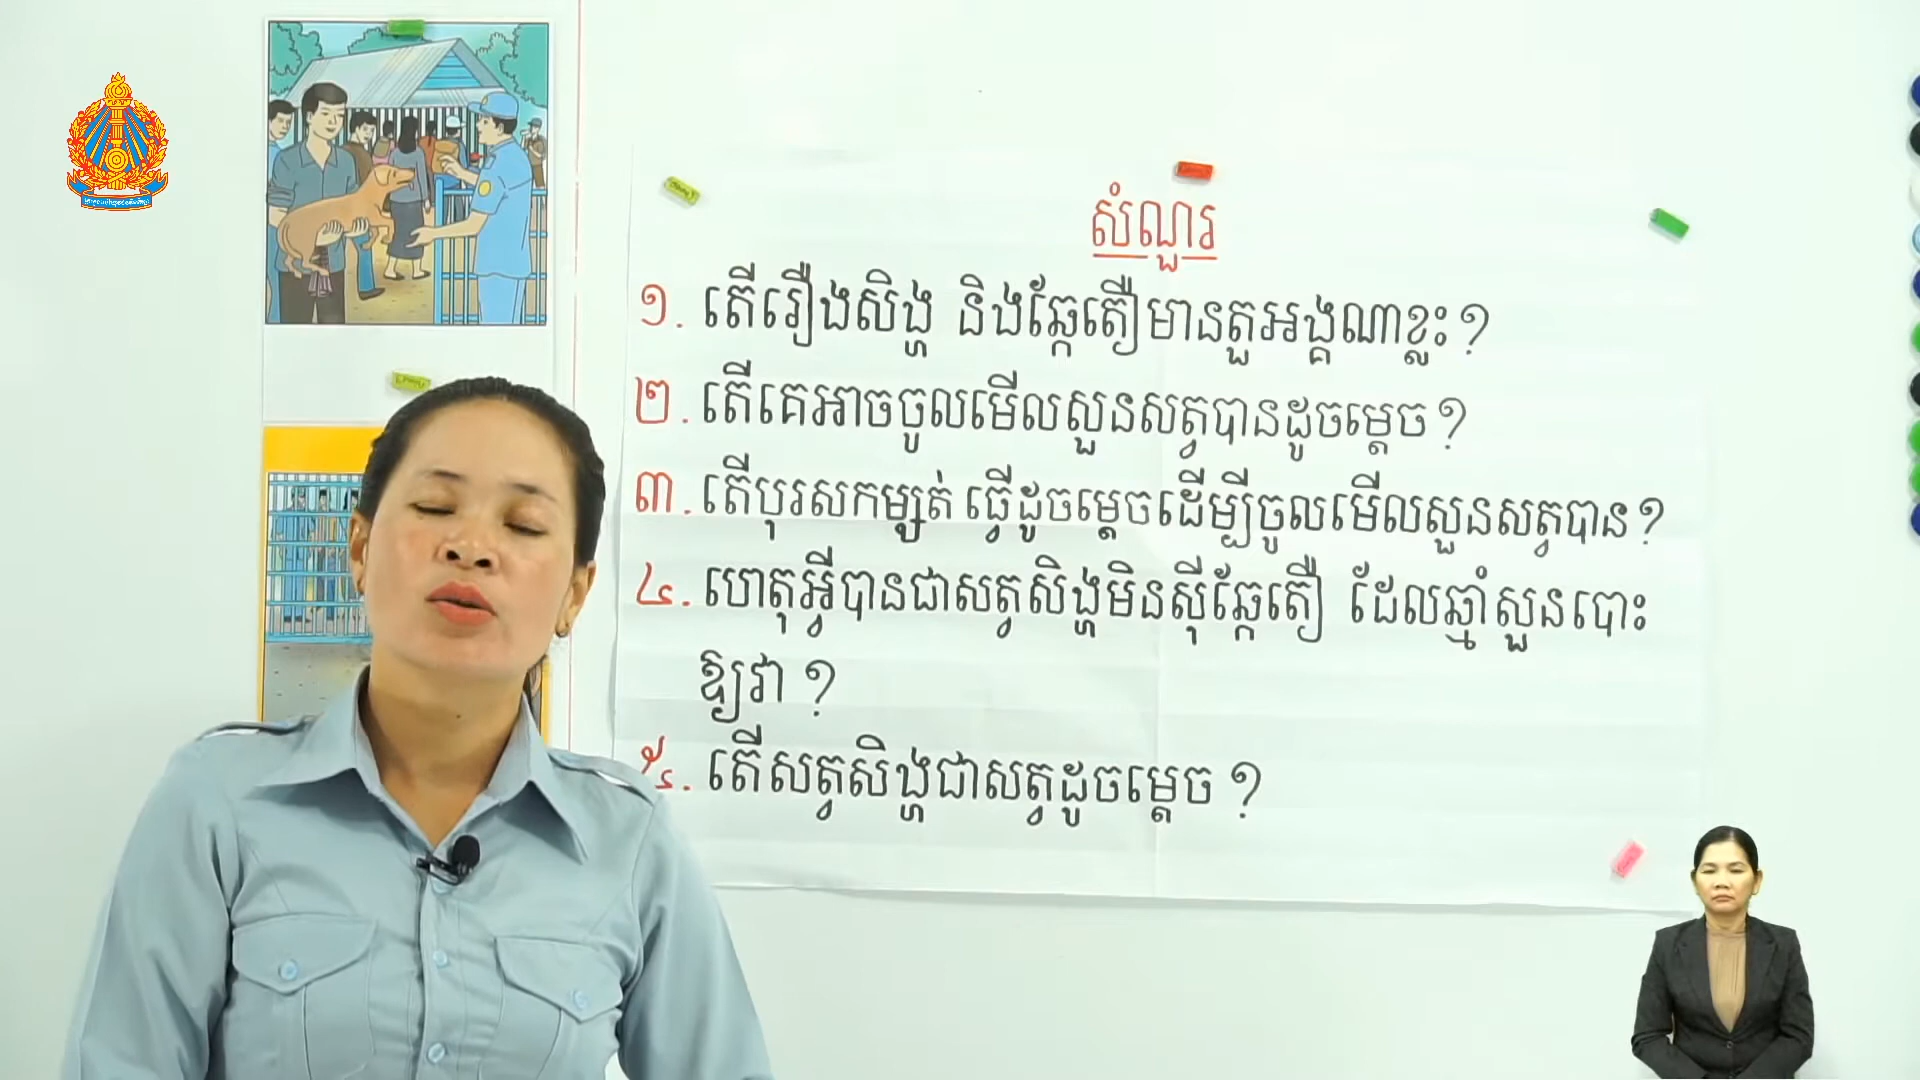 សំណួរ
១. តើរឿងសិង្ហ និងឆ្កែតឿមានតួអង្គណាខ្លះ ?
២. តើគេអាចចូលមើលសួនសត្វបានដូចម្ដេច ?
៣. តើបុរសកម្សត់ ធ្វើដូចម្ដេចដើម្បីចូលមើលសួនសត្វបាន ?
៤. ហេតុអ្វីបានជាសត្វសិង្ហមិនស៊ីឆ្កែតឿ ដែលឆ្មាំសួនបោះ
ឱ្យវា ?
៥. តើសត្វសិង្ហជាសត្វដូចម្ដេច ?